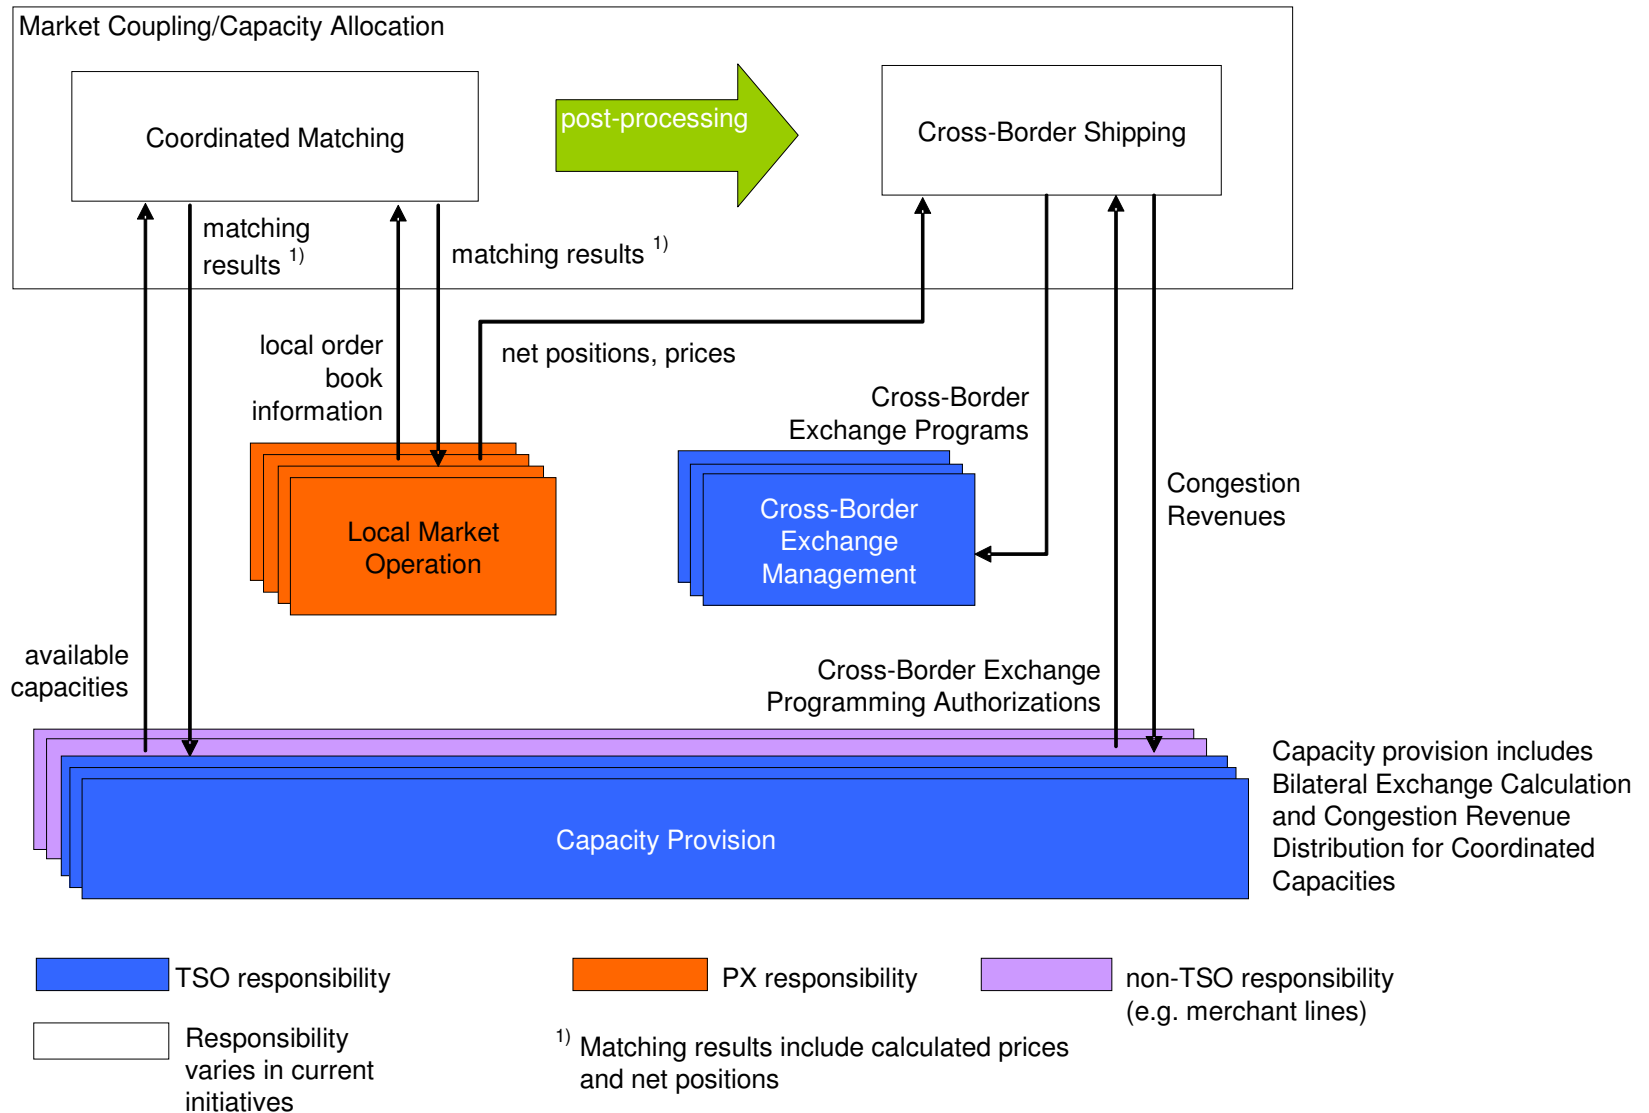 Market Coupling/Capacity Allocation
Coordinated Matching
post-processing
Cross-Border Shipping
matching
results 1)
matching results 1)
local order
book
information
net positions, prices
Cross-Border
Exchange Programs
Congestion
Revenues
Local Market
Operation
Cross-Border
Exchange
Management
available
capacities
Cross-Border Exchange
Programming Authorizations
Capacity Provision
Capacity provision includes
Bilateral Exchange Calculation
and Congestion Revenue
Distribution for Coordinated
Capacities
TSO responsibility
PX responsibility
non-TSO responsibility
(e.g. merchant lines)
Responsibility
varies in current
initiatives
1) Matching results include calculated prices
and net positions